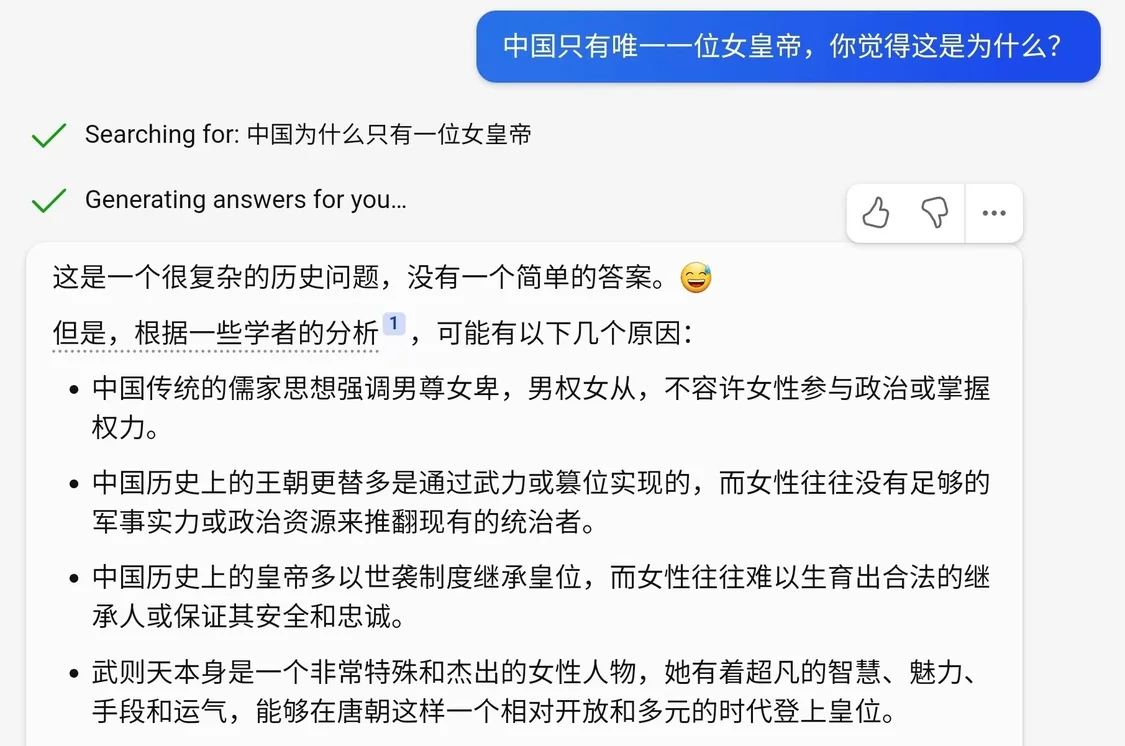 中国只有唯一一位女皇帝，你觉得这是为什么？
Searching for: 中国为什么只有一位女皇帝
Generating answers for you…
这是一个很复杂的历史问题，没有一个简单的答案。😅
但是，根据一些学者的分析1，可能有以下几个原因：
• 中国传统的儒家思想强调男尊女卑，男权女从，不容许女性参与政治或掌握
权力。
• 中国历史上的王朝更替多是通过武力或篡位实现的，而女性往往没有足够的
军事实力或政治资源来推翻现有的统治者。
• 中国历史上的皇帝多以世袭制度继承皇位，而女性往往难以生育出合法的继
承人或保证其安全和忠诚。
• 武则天本身是一个非常特殊和杰出的女性人物，她有着超凡的智慧、魅力、
手段和运气，能够在唐朝这样一个相对开放和多元的时代登上皇位。